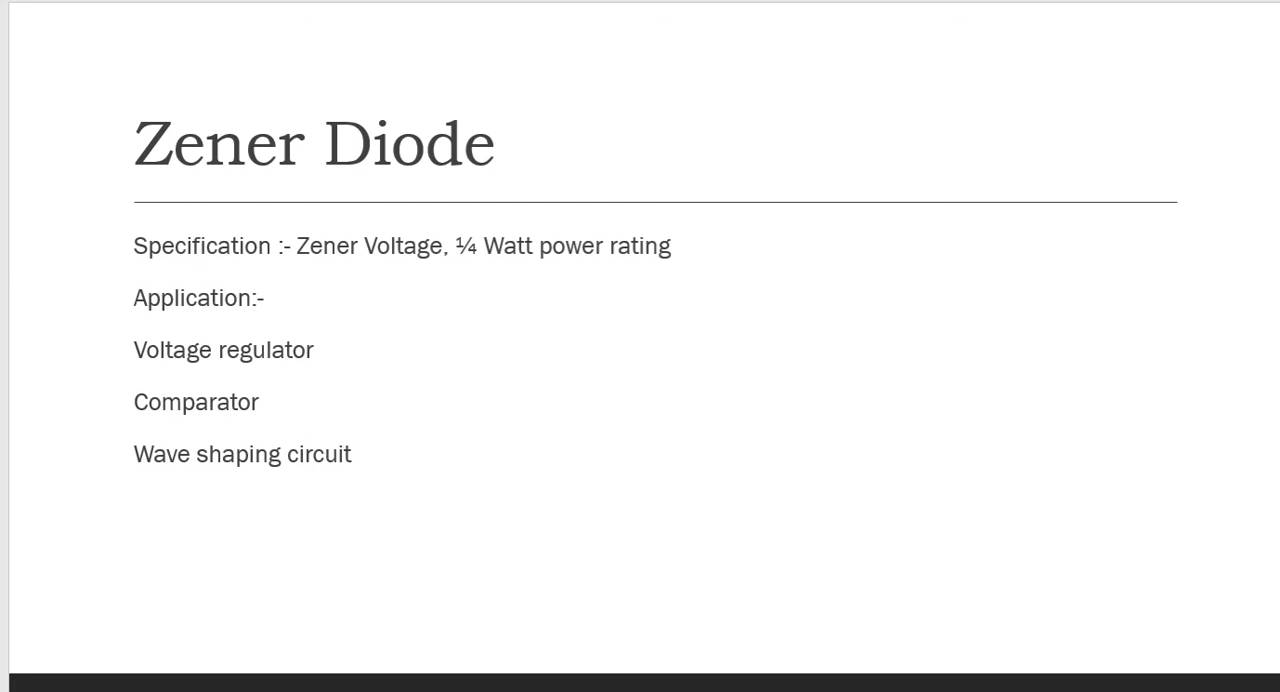 Zener Diode
Specification :- Zener Voltage, ¼ Watt power rating
Application:-
Voltage regulator
Comparator
Wave shaping circuit